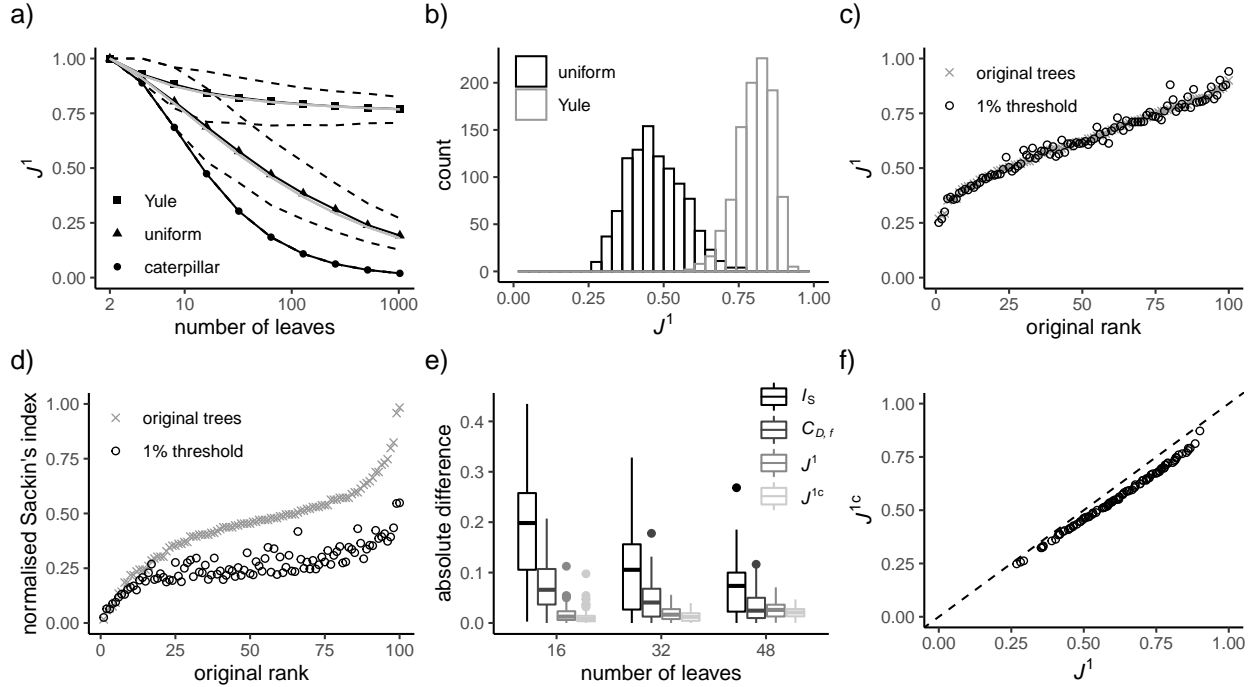 a)
1.00
0.75
0.50
0.25
0.00
J¹
Yule
uniform
caterpillar
2
10
100
1000
number of leaves
b)
uniform
Yule
200
150
100
50
0
count
0.00
0.25
0.50
0.75
1.00
J¹
c)
original trees
1% threshold
1.00
0.75
0.50
0.25
0.00
J¹
0
25
50
75
100
original rank
d)
original trees
1% threshold
1.00
0.75
0.50
0.25
0.00
normalised Sackin's index
0
25
50
75
100
original rank
e)
I_S
C_{D, f}
J¹
J^{1c}
0.4
0.3
0.2
0.1
0.0
absolute difference
16
32
48
number of leaves
f)
1.00
0.75
0.50
0.25
0.00
J^{1c}
0.00
0.25
0.50
0.75
1.00
J¹